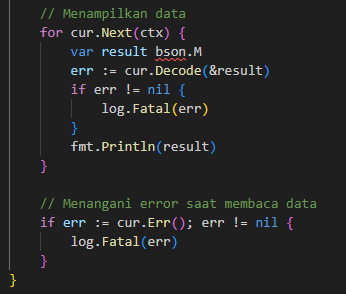 // Menampilkan data
for cur.Next(ctx) {
var result bson.M
err := cur.Decode(&result)
if err != nil {
log.Fatal(err)
}
fmt.Println(result)
}
// Menangani error saat membaca data
if err := cur.Err(); err != nil {
log.Fatal(err)
}
}